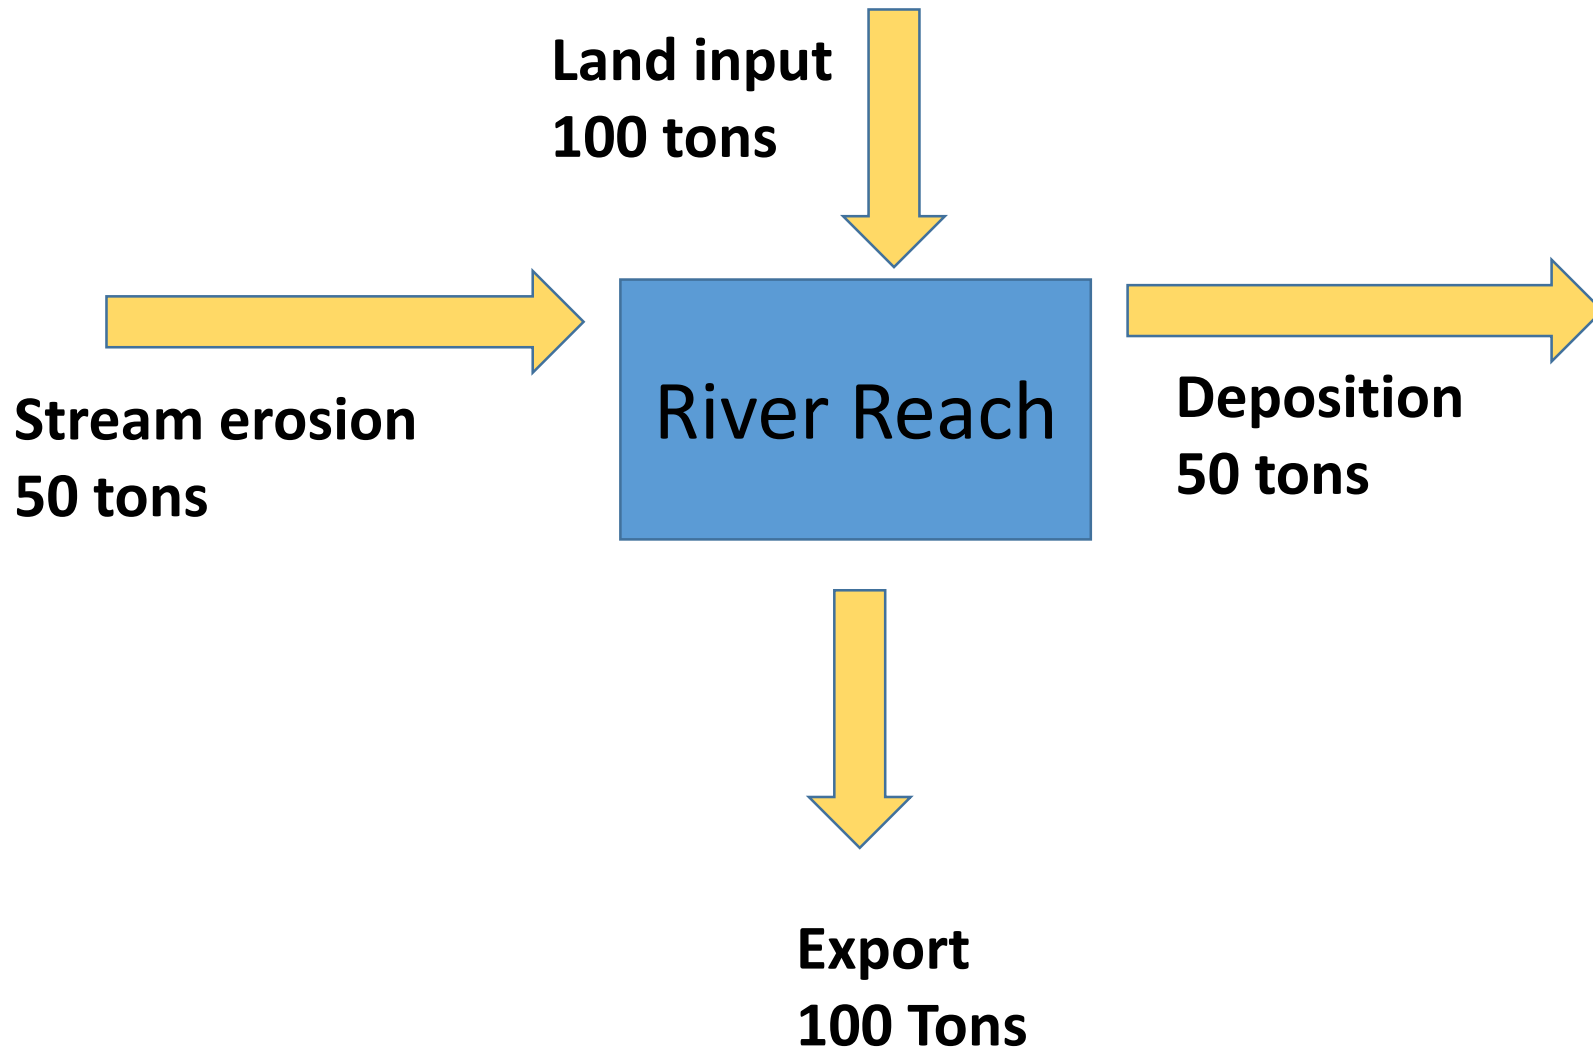 Land input
100 tons
Stream erosion
50 tons
River Reach
Deposition
50 tons
Export
100 Tons